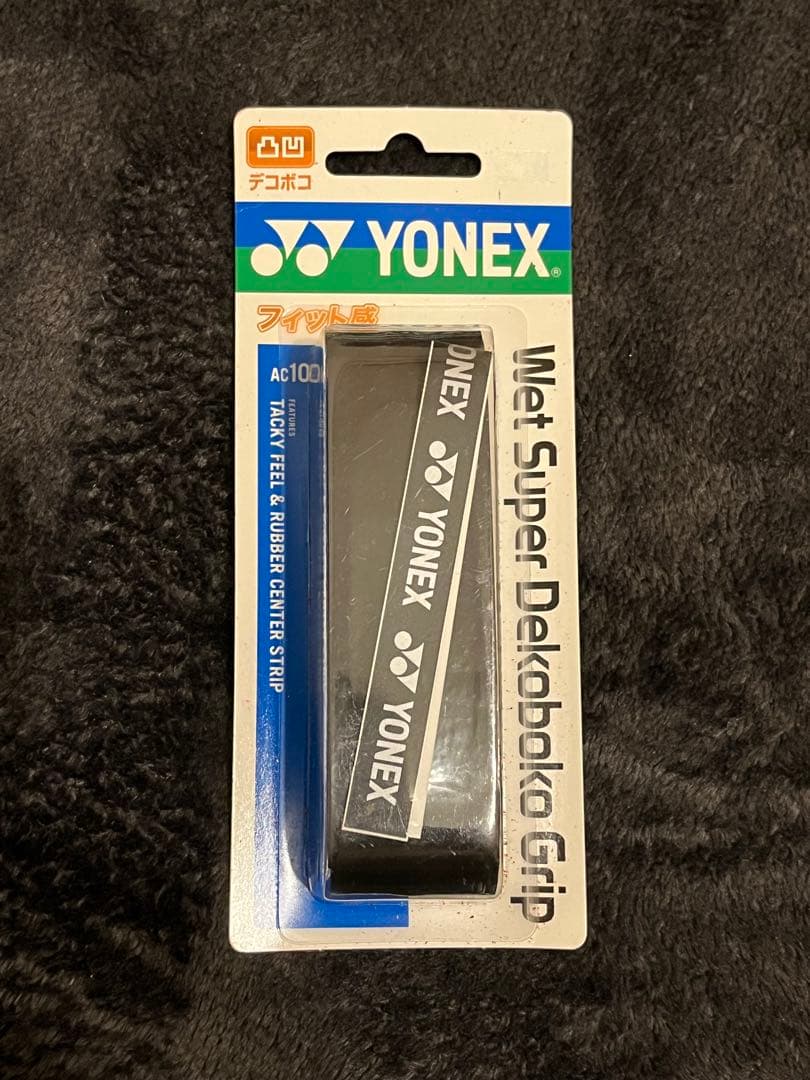 凸凹
デコボコ
YONEX®
フィット感
AC100
FEATURES
TACKY FEEL & RUBBER CENTER STRIP
Wet Super Dekoboko Grip
ONEX
YONEX
YONEX